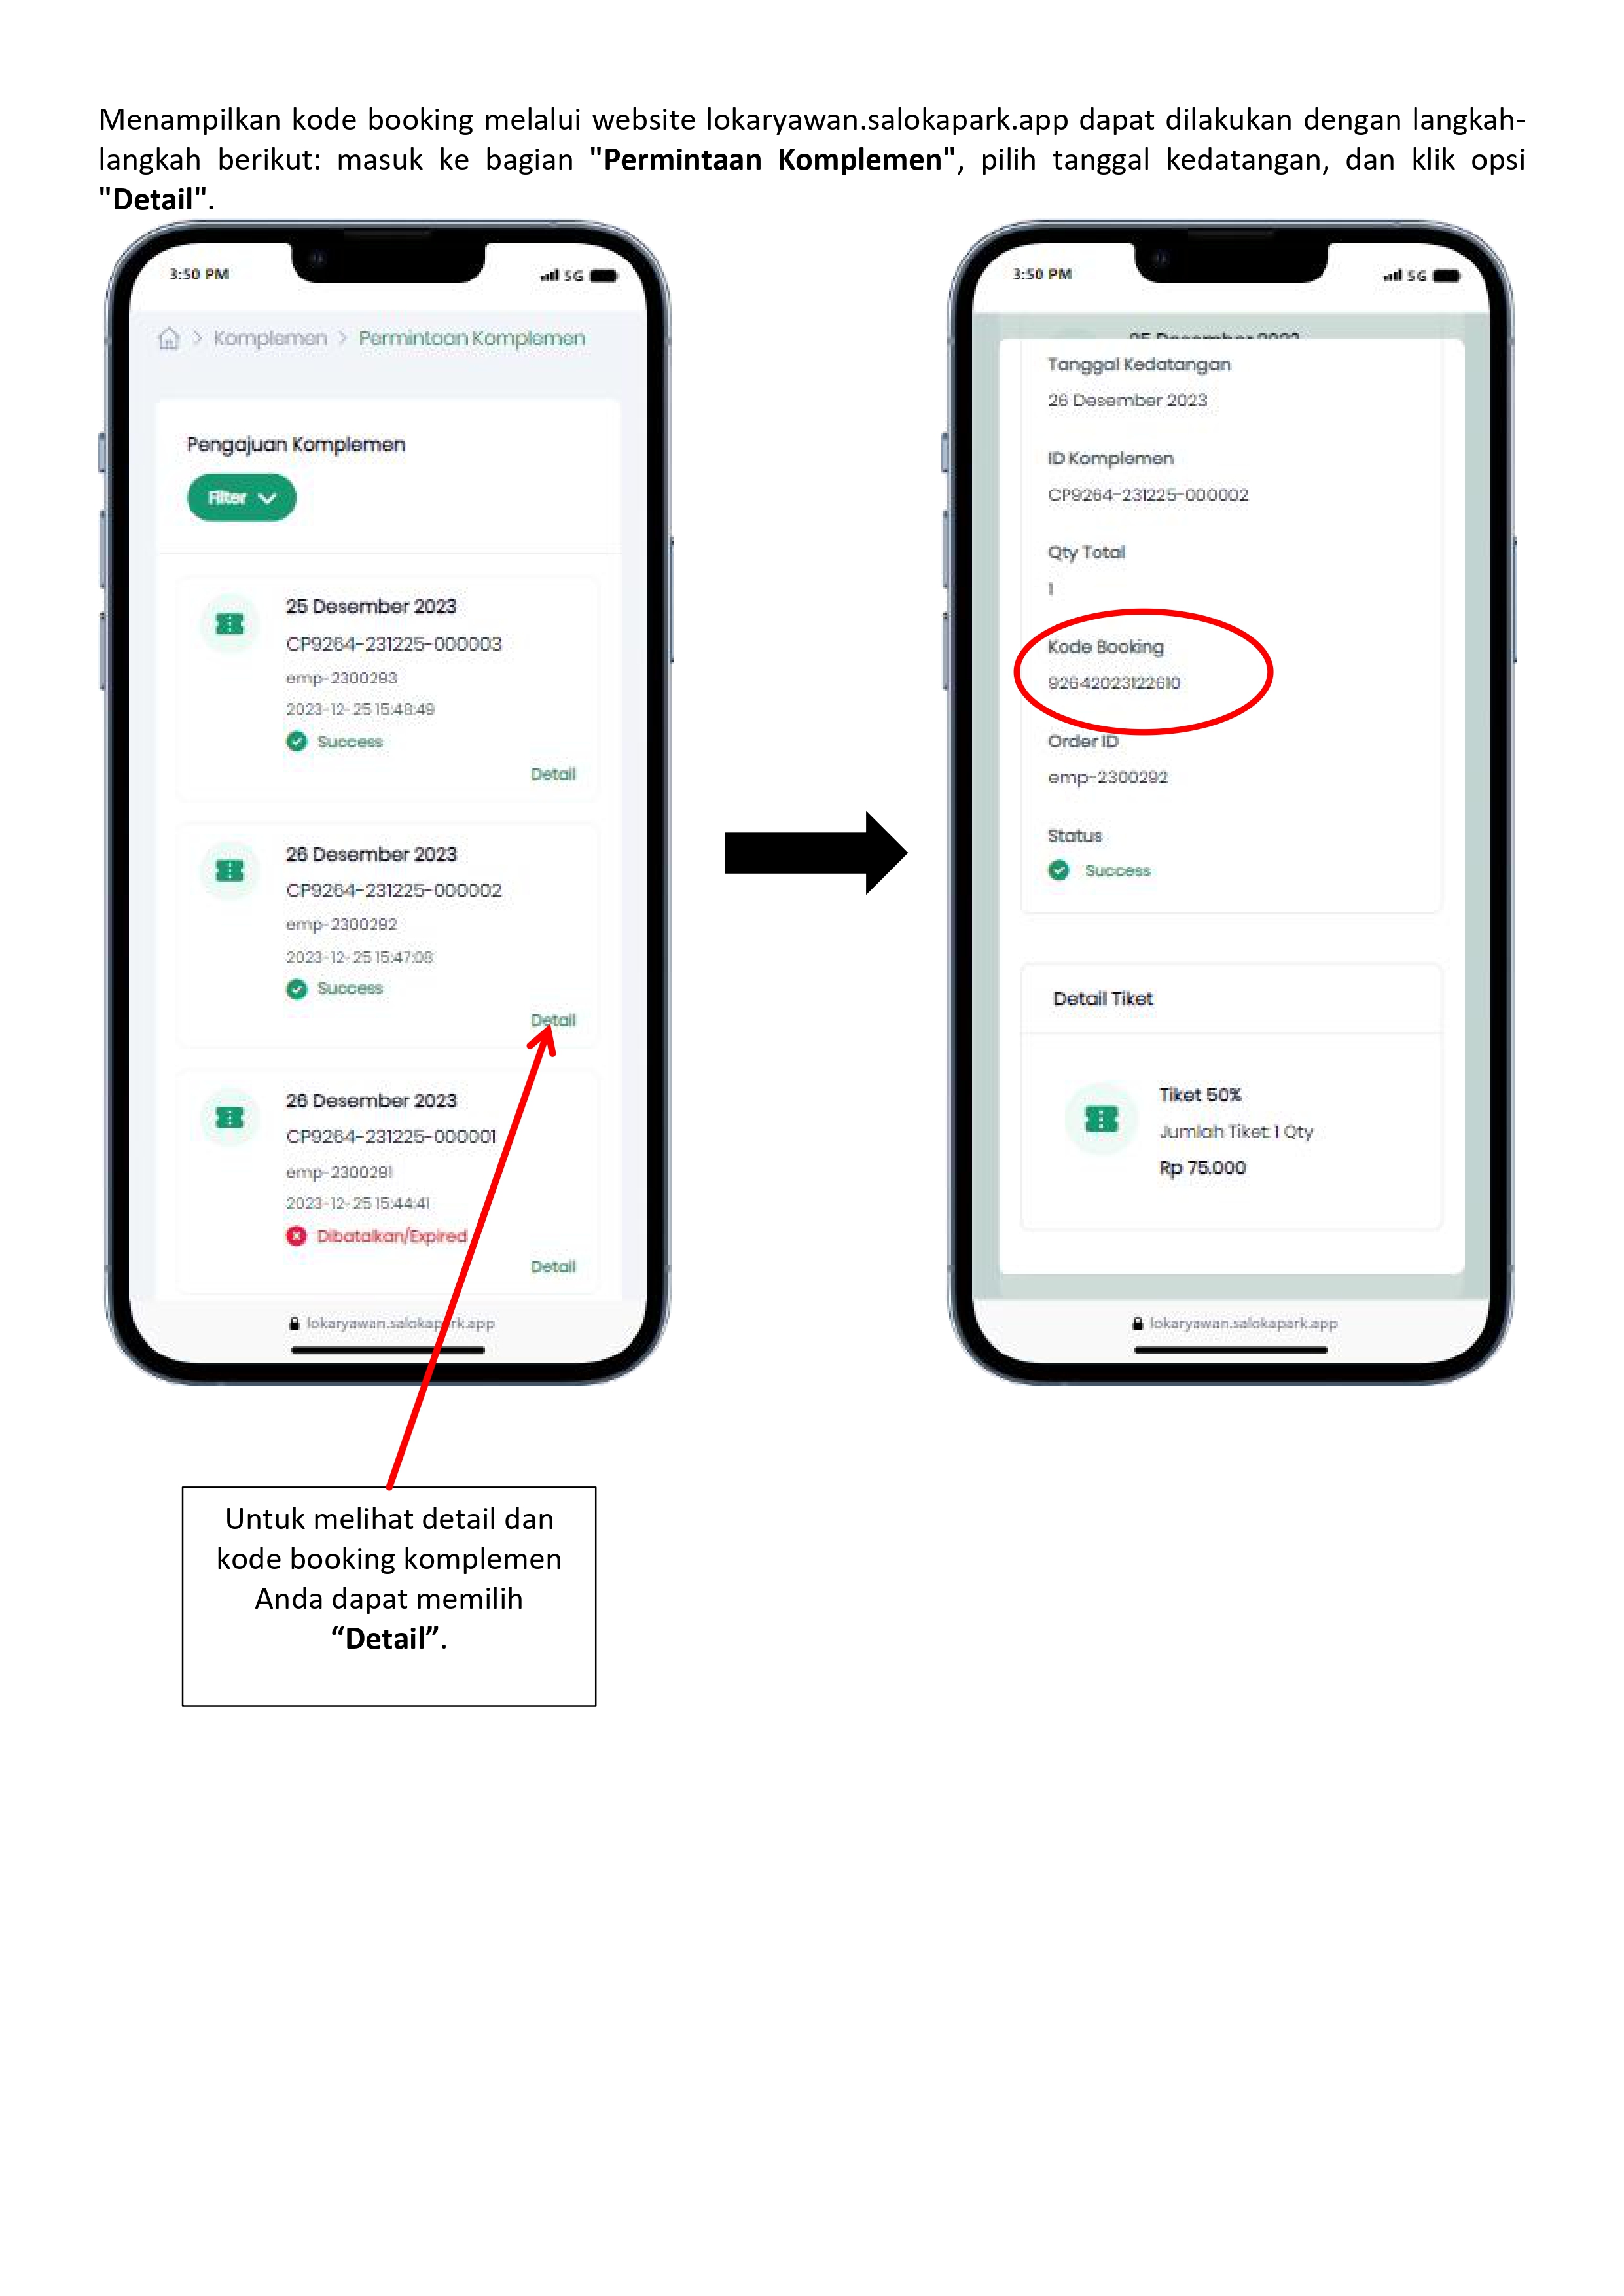 Menampilkan kode booking melalui website lokaryawan.salokapark.app dapat dilakukan dengan langkah-
langkah berikut: masuk ke bagian "Permintaan Komplemen", pilih tanggal kedatangan, dan klik opsi
"Detail".
3:50 PM
5G
Komplemen > Permintaan Komplemen
Pengajuan Komplemen
Filter
25 Desember 2023
CP9264-231225-000003
emp-2300293
2023-12-25 15:48:49
Success
Detail
26 Desember 2023
CP9264-231225-000002
emp-2300292
2023-12-25 15:47:08
Success
Detail
26 Desember 2023
CP9264-231225-000001
emp-2300291
2023-12-25 15:44:41
Dibatalkan/Expired
Detail
lokaryawan.salokapark.app
3:50 PM
5G
25 Desember 2023
Tanggal Kedatangan
26 Desember 2023
ID Komplemen
CP9264-231225-000002
Qty Total
1
Kode Booking
92642023122610
Order ID
emp-2300292
Status
Success
Detail Tiket
Tiket 50%
Jumlah Tiket: 1 Qty
Rp 75.000
lokaryawan.salokapark.app
Untuk melihat detail dan
kode booking komplemen
Anda dapat memilih
“Detail”.